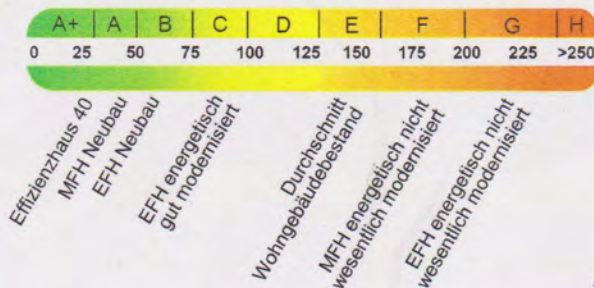 A+ A B C D E F G H
0 25 50 75 100 125 150 175 200 225 >250
Effizienzhaus 40
MFH Neubau
EFH Neubau
EFH energetisch
gut modernisiert
Durchschnitt
Wohngebäudebestand
MFH energetisch nicht
wesentlich modernisiert
EFH energetisch nicht
wesentlich modernisiert